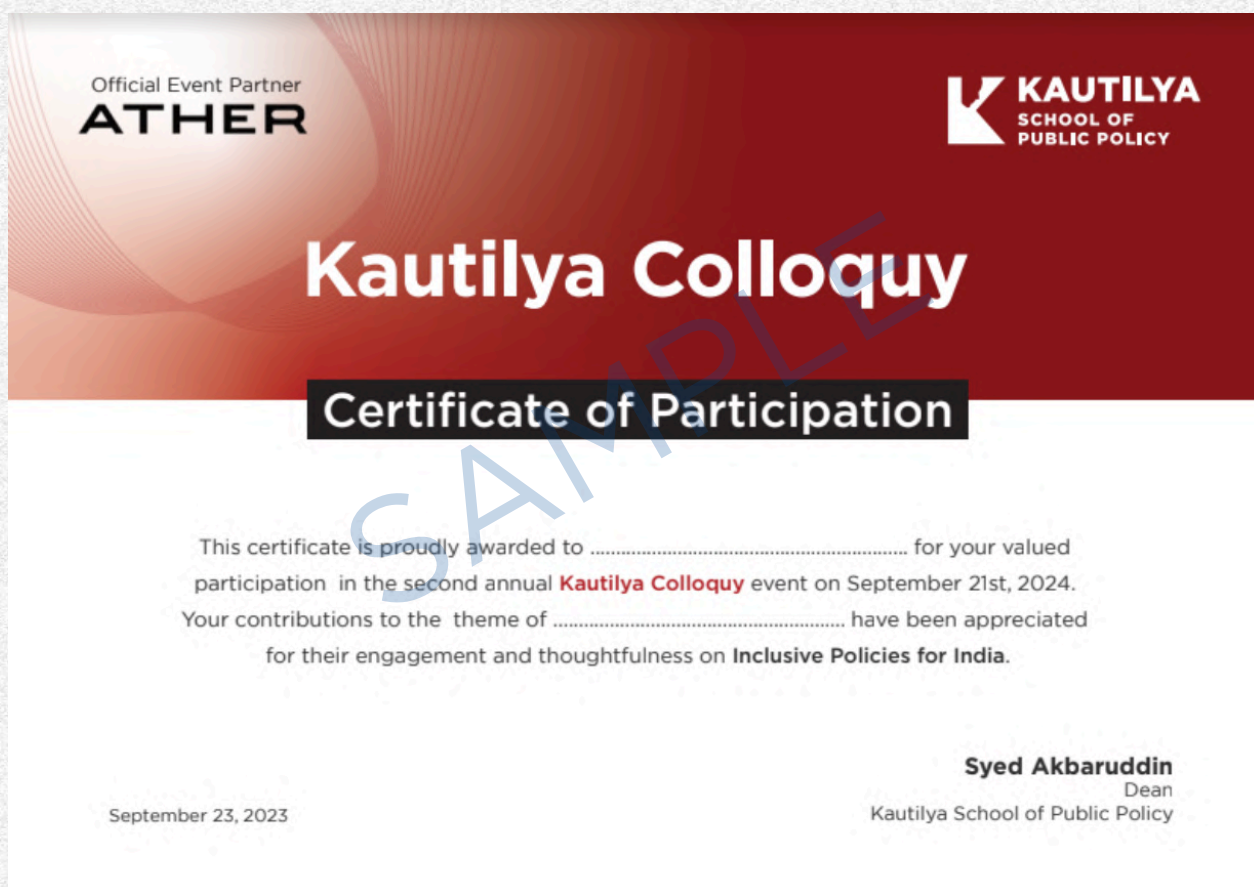 Official Event Partner
ATHER
KAUTILYA
SCHOOL OF
PUBLIC POLICY
Kautilya Colloquy
Certificate of Participation
SAMPLE
This certificate is proudly awarded to ............................................................. for your valued
participation in the second annual Kautilya Colloquy event on September 21st, 2024.
Your contributions to the theme of ........................................................ have been appreciated
for their engagement and thoughtfulness on Inclusive Policies for India.
Syed Akbaruddin
Dean
Kautilya School of Public Policy
September 23, 2023